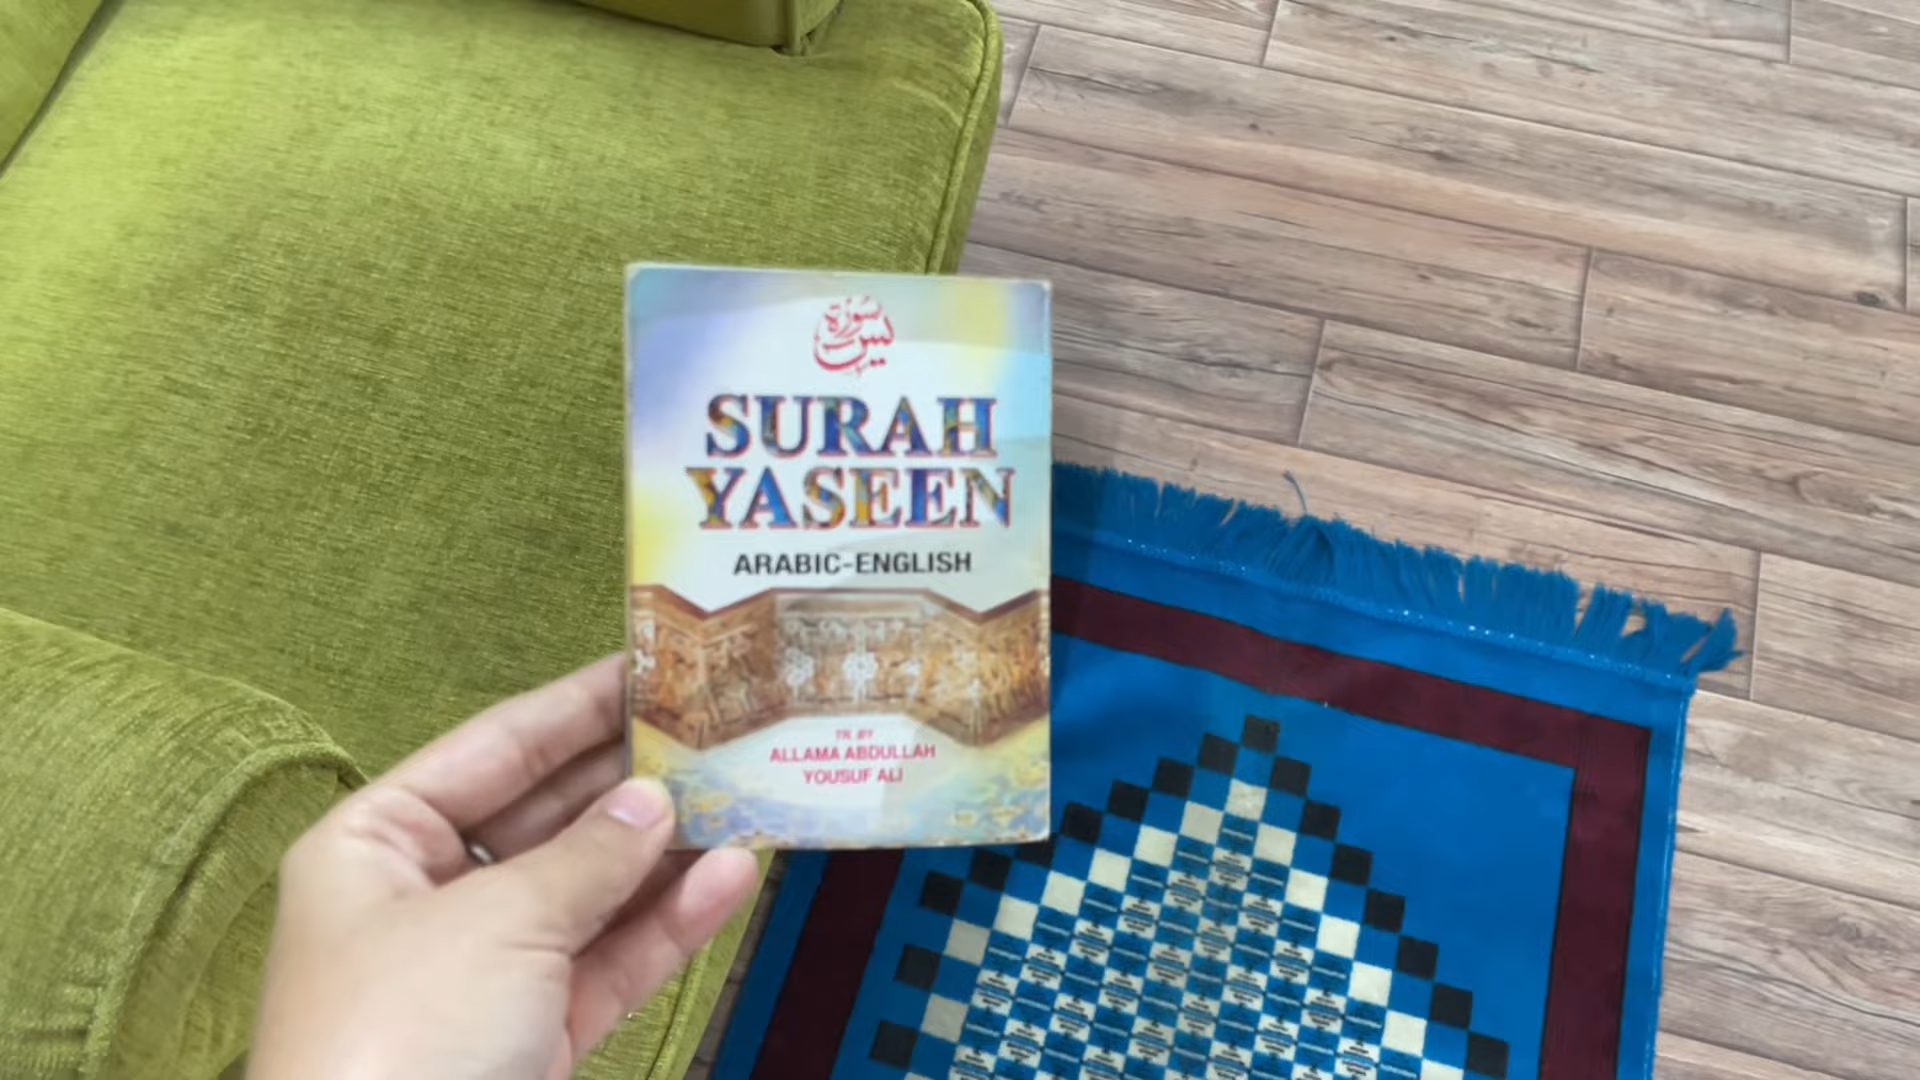 سورة
يس
SURAH
YASEEN
ARABIC-ENGLISH
TR. BY
ALLAMA ABDULLAH
YOUSUF ALI